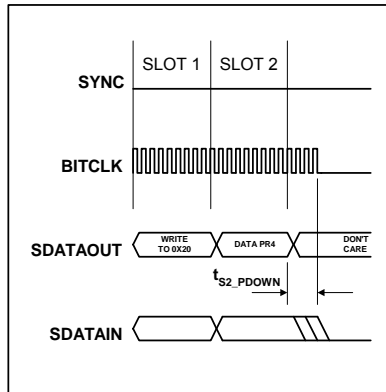 SLOT 1 SLOT 2
SYNC
BITCLK
SDATAOUT
WRITE
TO 0X20
DATA PR4
DON'T
CARE
tS2_PDOWN
SDATAIN